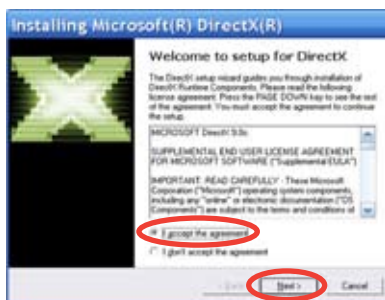 Installing Microsoft(R) DirectX(R)
Welcome to setup for DirectX
The DirectX setup wizard guides you through installation of
DirectX Runtime Components. Please read the following
license agreement. Press the PAGE DOWN key to see the rest
of the agreement. You must accept the agreement to continue
the setup.
MICROSOFT DirectX 9.0c
SUPPLEMENTAL END USER LICENSE AGREEMENT
FOR MICROSOFT SOFTWARE ("Supplemental EULA")
IMPORTANT: READ CAREFULLY - These Microsoft
Corporation ("Microsoft") operating system components,
including any "online" or electronic documentation ("OS
Components") are subject to the terms and conditions of
I accept the agreement
I don't accept the agreement
Next >
Cancel